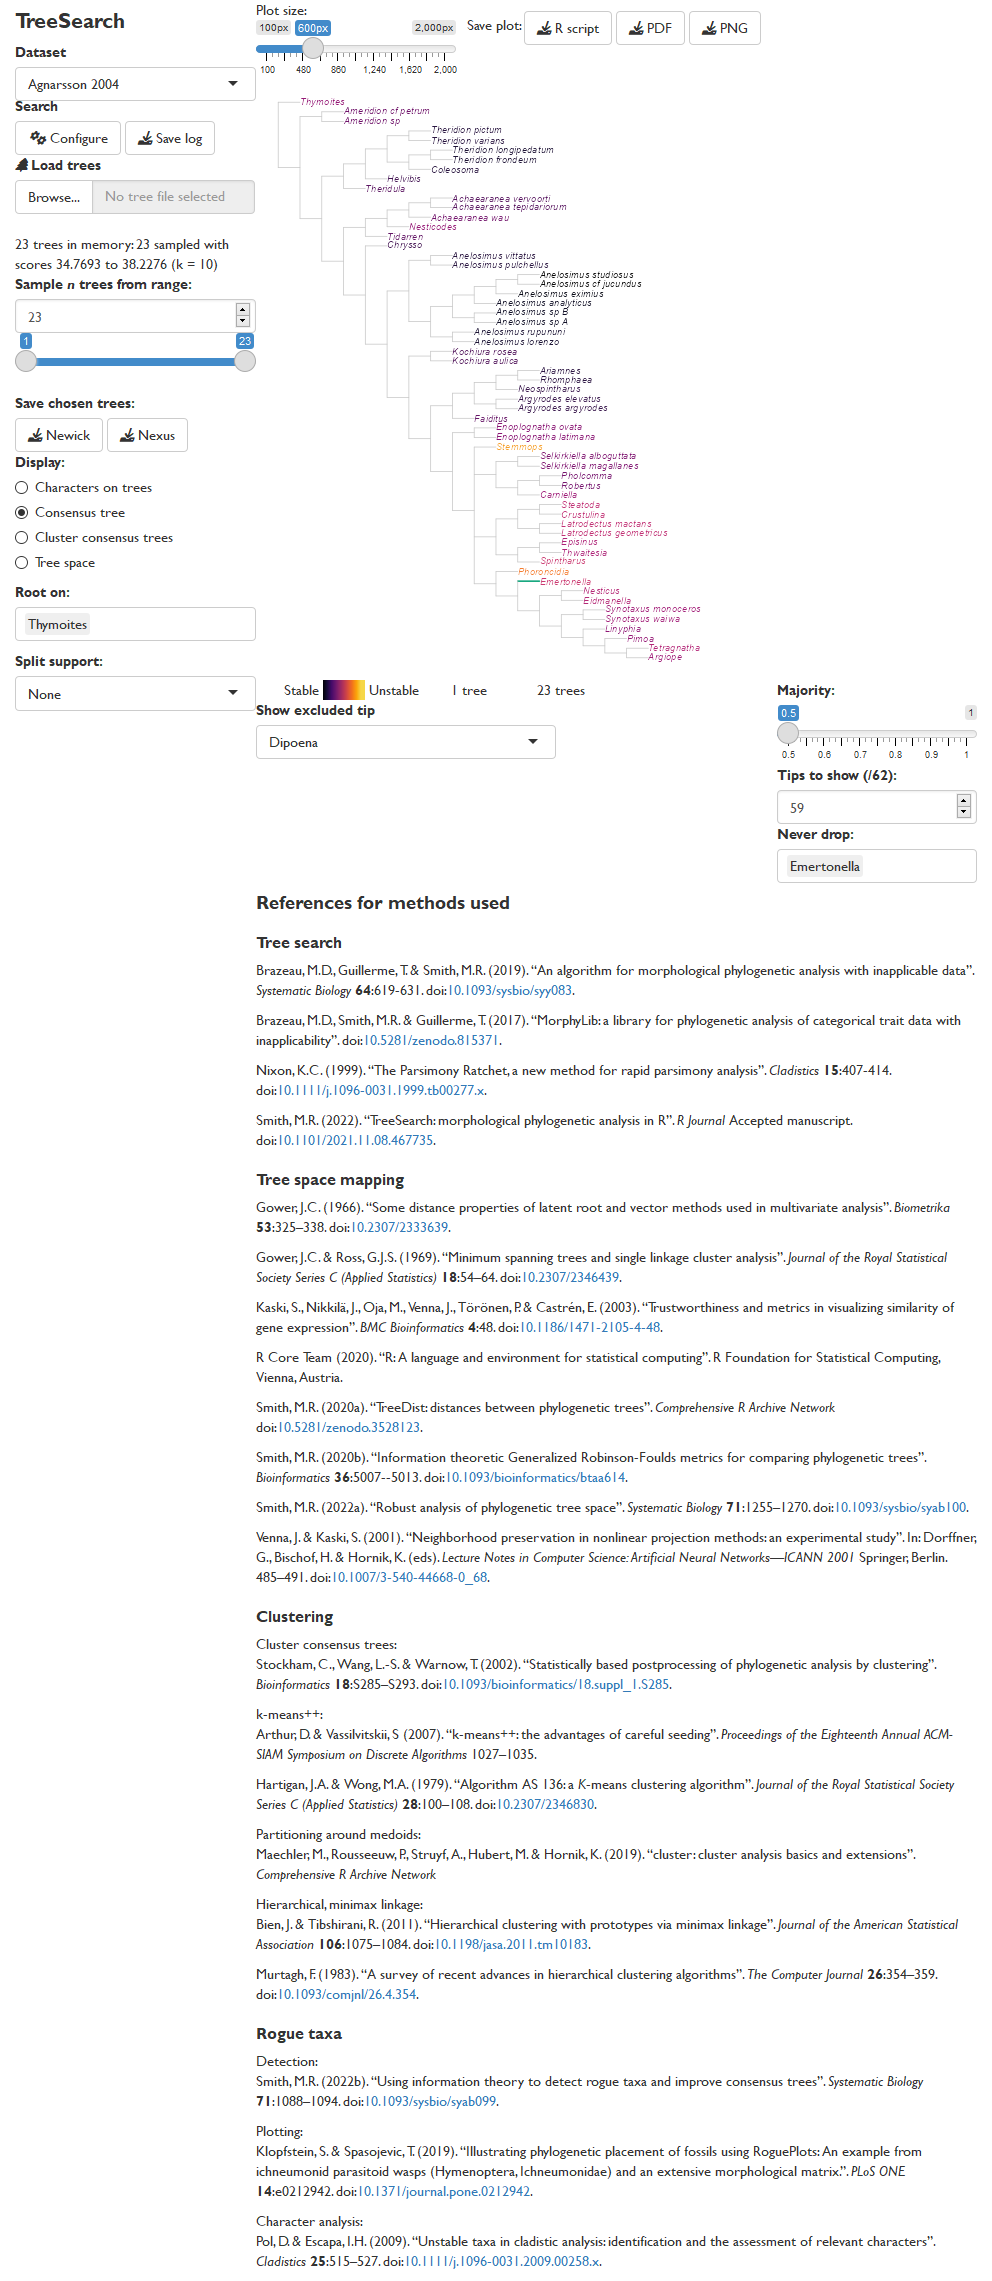 TreeSearch
Dataset
Agnarsson 2004
Search
Configure
Save log
Load trees
Browse...
No tree file selected
23 trees in memory: 23 sampled with
scores 34.7693 to 38.2276 (k = 10)
Sample n trees from range:
23
1
23
Save chosen trees:
Newick
Nexus
Display:
Characters on trees
Consensus tree
Cluster consensus trees
Tree space
Root on:
Thymoites
Split support:
None
Plot size:
100px
600px
2,000px
100 480 860 1,240 1,620 2,000
Save plot:
R script
PDF
PNG
Thymoites
Ameridion cf petrum
Ameridion sp
Theridion pictum
Theridion varians
Theridion longipedatum
Theridion frondeum
Coleosoma
Helvibis
Theridula
Achaearanea vervoorti
Achaearanea tepidariorum
Achaearanea wau
Nesticodes
Tidarren
Chrysso
Anelosimus vittatus
Anelosimus pulchellus
Anelosimus studiosus
Anelosimus cf jucundus
Anelosimus eximius
Anelosimus analyticus
Anelosimus sp B
Anelosimus sp A
Anelosimus rupununi
Anelosimus lorenzo
Kochiura rosea
Kochiura aulica
Ariamnes
Rhomphaea
Neospintharus
Argyrodes elevatus
Argyrodes argyrodes
Faiditus
Enoplognatha ovata
Enoplognatha latimana
Stemmops
Selkirkiella alboguttata
Selkirkiella magallanes
Pholcomma
Robertus
Carniella
Steatoda
Crustulina
Latrodectus mactans
Latrodectus geometricus
Episinus
Thwaitesia
Spintharus
Phoroncidia
Emertonella
Nesticus
Eidmanella
Synotaxus monoceros
Synotaxus waiwa
Linyphia
Pimoa
Tetragnatha
Argiope
Stable
Unstable
1 tree
23 trees
Show excluded tip
Dipoena
Majority:
0.5
1
0.5 0.6 0.7 0.8 0.9 1
Tips to show (/62):
59
Never drop:
Emertonella
References for methods used
Tree search
Brazeau, M.D., Guillerme, T. & Smith, M.R. (2019). “An algorithm for morphological phylogenetic analysis with inapplicable data”.
Systematic Biology 64:619-631. doi:10.1093/sysbio/syy083.
Brazeau, M.D., Smith, M.R. & Guillerme, T. (2017). “MorphyLib: a library for phylogenetic analysis of categorical trait data with
inapplicability”. doi:10.5281/zenodo.815371.
Nixon, K.C. (1999). “The Parsimony Ratchet, a new method for rapid parsimony analysis”. Cladistics 15:407-414.
doi:10.1111/j.1096-0031.1999.tb00277.x.
Smith, M.R. (2022). “TreeSearch: morphological phylogenetic analysis in R”. R Journal Accepted manuscript.
doi:10.1101/2021.11.08.467735.
Tree space mapping
Gower, J.C. (1966). “Some distance properties of latent root and vector methods used in multivariate analysis”. Biometrika
53:325–338. doi:10.2307/2333639.
Gower, J.C. & Ross, G.J.S. (1969). “Minimum spanning trees and single linkage cluster analysis”. Journal of the Royal Statistical
Society Series C (Applied Statistics) 18:54–64. doi:10.2307/2346439.
Kaski, S., Nikkilä, J., Oja, M., Venna, J., Törönen, P. & Castrén, E. (2003). “Trustworthiness and metrics in visualizing similarity of
gene expression”. BMC Bioinformatics 4:48. doi:10.1186/1471-2105-4-48.
R Core Team (2020). “R: A language and environment for statistical computing”. R Foundation for Statistical Computing,
Vienna, Austria.
Smith, M.R. (2020a). “TreeDist: distances between phylogenetic trees”. Comprehensive R Archive Network
doi:10.5281/zenodo.3528123.
Smith, M.R. (2020b). “Information theoretic Generalized Robinson-Foulds metrics for comparing phylogenetic trees”.
Bioinformatics 36:5007--5013. doi:10.1093/bioinformatics/btaa614.
Smith, M.R. (2022a). “Robust analysis of phylogenetic tree space”. Systematic Biology 71:1255–1270. doi:10.1093/sysbio/syab100.
Venna, J. & Kaski, S. (2001). “Neighborhood preservation in nonlinear projection methods: an experimental study”. In: Dorffner,
G., Bischof, H. & Hornik, K. (eds). Lecture Notes in Computer Science: Artificial Neural Networks—ICANN 2001 Springer, Berlin.
485–491. doi:10.1007/3-540-44668-0_68.
Clustering
Cluster consensus trees:
Stockham, C., Wang, L.-S. & Warnow, T. (2002). “Statistically based postprocessing of phylogenetic analysis by clustering”.
Bioinformatics 18:S285–S293. doi:10.1093/bioinformatics/18.suppl_1.S285.
k-means++:
Arthur, D. & Vassilvitskii, S (2007). “k-means++: the advantages of careful seeding”. Proceedings of the Eighteenth Annual ACM-
SIAM Symposium on Discrete Algorithms 1027–1035.
Hartigan, J.A. & Wong, M.A. (1979). “Algorithm AS 136: a K-means clustering algorithm”. Journal of the Royal Statistical Society
Series C (Applied Statistics) 28:100–108. doi:10.2307/2346830.
Partitioning around medoids:
Maechler, M., Rousseeuw, P., Struyf, A., Hubert, M. & Hornik, K. (2019). “cluster: cluster analysis basics and extensions”.
Comprehensive R Archive Network
Hierarchical, minimax linkage:
Bien, J. & Tibshirani, R. (2011). “Hierarchical clustering with prototypes via minimax linkage”. Journal of the American Statistical
Association 106:1075–1084. doi:10.1198/jasa.2011.tm10183.
Murtagh, F. (1983). “A survey of recent advances in hierarchical clustering algorithms”. The Computer Journal 26:354–359.
doi:10.1093/comjnl/26.4.354.
Rogue taxa
Detection:
Smith, M.R. (2022b). “Using information theory to detect rogue taxa and improve consensus trees”. Systematic Biology
71:1088–1094. doi:10.1093/sysbio/syab099.
Plotting:
Klopfstein, S. & Spasojevic, T. (2019). “Illustrating phylogenetic placement of fossils using RoguePlots: An example from
ichneumonid parasitoid wasps (Hymenoptera, Ichneumonidae) and an extensive morphological matrix.”. PLoS ONE
14:e0212942. doi:10.1371/journal.pone.0212942.
Character analysis:
Pol, D. & Escapa, I.H. (2009). “Unstable taxa in cladistic analysis: identification and the assessment of relevant characters”.
Cladistics 25:515–527. doi:10.1111/j.1096-0031.2009.00258.x.